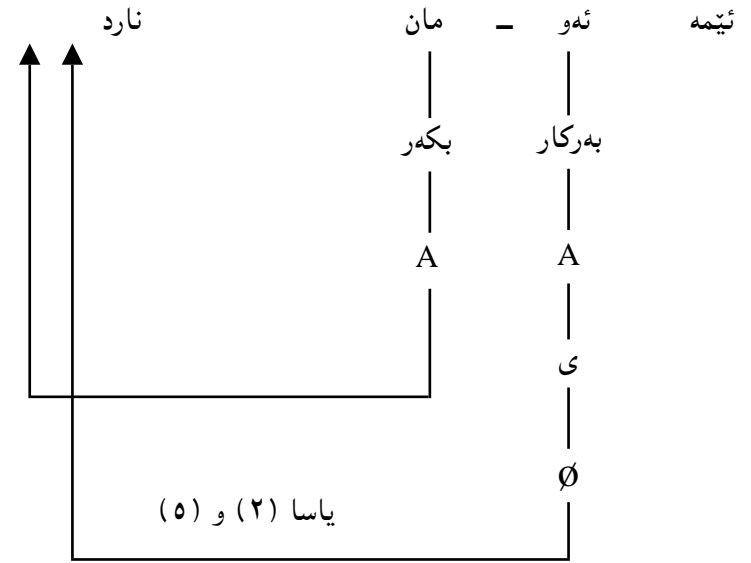 ئێمە ئەو – مان نارد
بەرکار بکەر
A A
ی
Ø
یاسا (٢) و (٥)